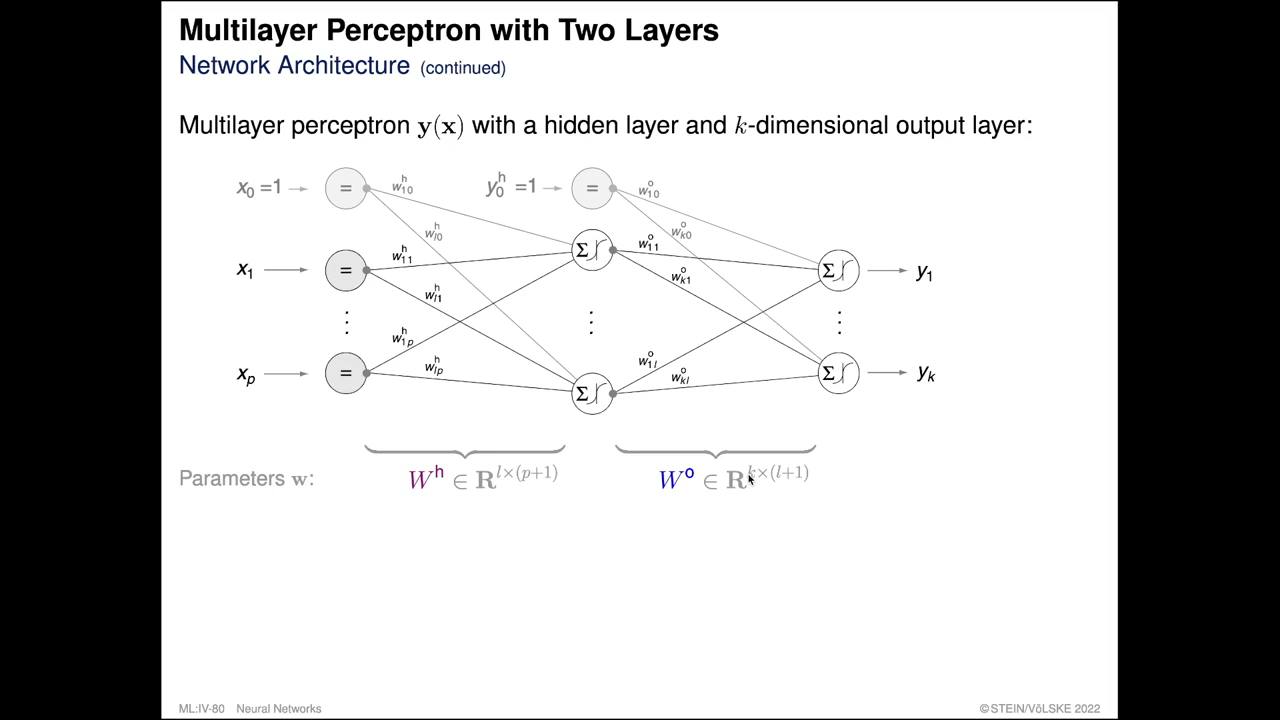 Multilayer Perceptron with Two Layers
Network Architecture (continued)
Multilayer perceptron y(x) with a hidden layer and k-dimensional output layer:
x₀ =1 = w₁₀ʰ y₀ʰ =1 = w₁₀ᵒ
wₗ₀ʰ wₖ₀ᵒ
x₁ = w₁₁ʰ Σ w₁₁ᵒ Σ y₁
wₗ₁ʰ wₖ₁ᵒ
⋮ ⋮ ⋮
w₁ₚʰ w₁ₗᵒ
xₚ = wₗₚʰ Σ wₖₗᵒ Σ yₖ
Parameters w: Wʰ ∈ R^{l×(p+1)} Wᵒ ∈ R^{k×(l+1)}
ML:IV-80 Neural Networks ©STEIN/VÖLSKE 2022